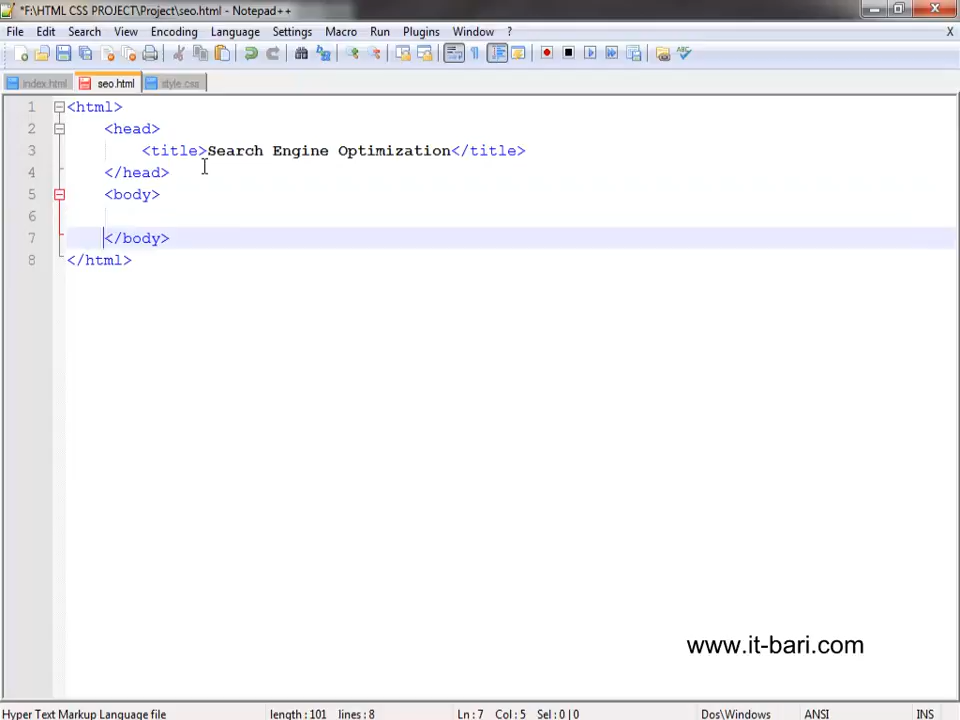 *F:\HTML CSS PROJECT\Project\seo.html - Notepad++
File Edit Search View Encoding Language Settings Macro Run Plugins Window ? X
index.html seo.html style.css
1 <html>
2 <head>
3 <title>Search Engine Optimization</title>
4 </head>
5 <body>
6
7 </body>
8 </html>
www.it-bari.com
Hyper Text Markup Language file length : 101 lines : 8 Ln : 7 Col : 5 Sel : 0 | 0 Dos\Windows ANSI INS